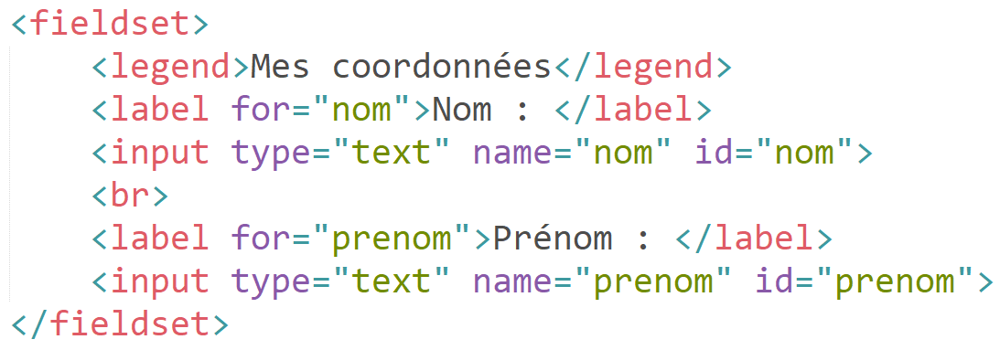 <fieldset>
    <legend>Mes coordonnées</legend>
    <label for="nom">Nom : </label>
    <input type="text" name="nom" id="nom">
    <br>
    <label for="prenom">Prénom : </label>
    <input type="text" name="prenom" id="prenom">
</fieldset>